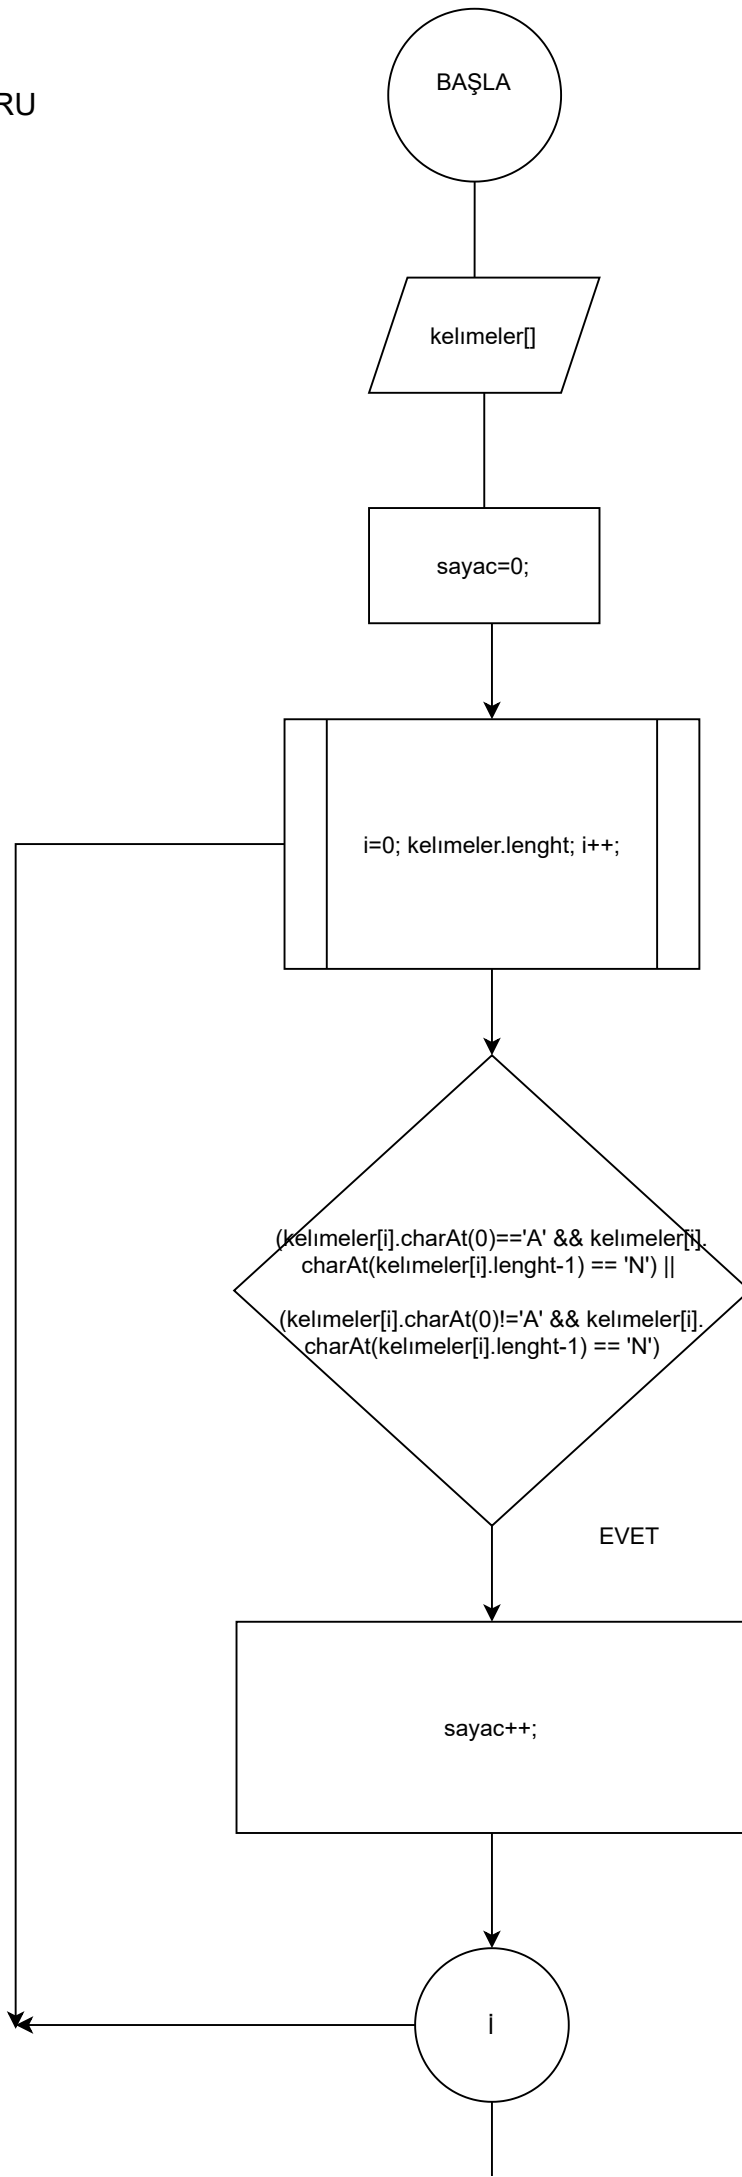 BAŞLA
RU
kelımeler[]
sayac=0;
i=0; kelımeler.lenght; i++;
(kelımeler[i].charAt(0)=='A' && kelımeler[i].
charAt(kelımeler[i].lenght-1) == 'N') ||
(kelımeler[i].charAt(0)!='A' && kelımeler[i].
charAt(kelımeler[i].lenght-1) == 'N')
EVET
sayac++;
İ